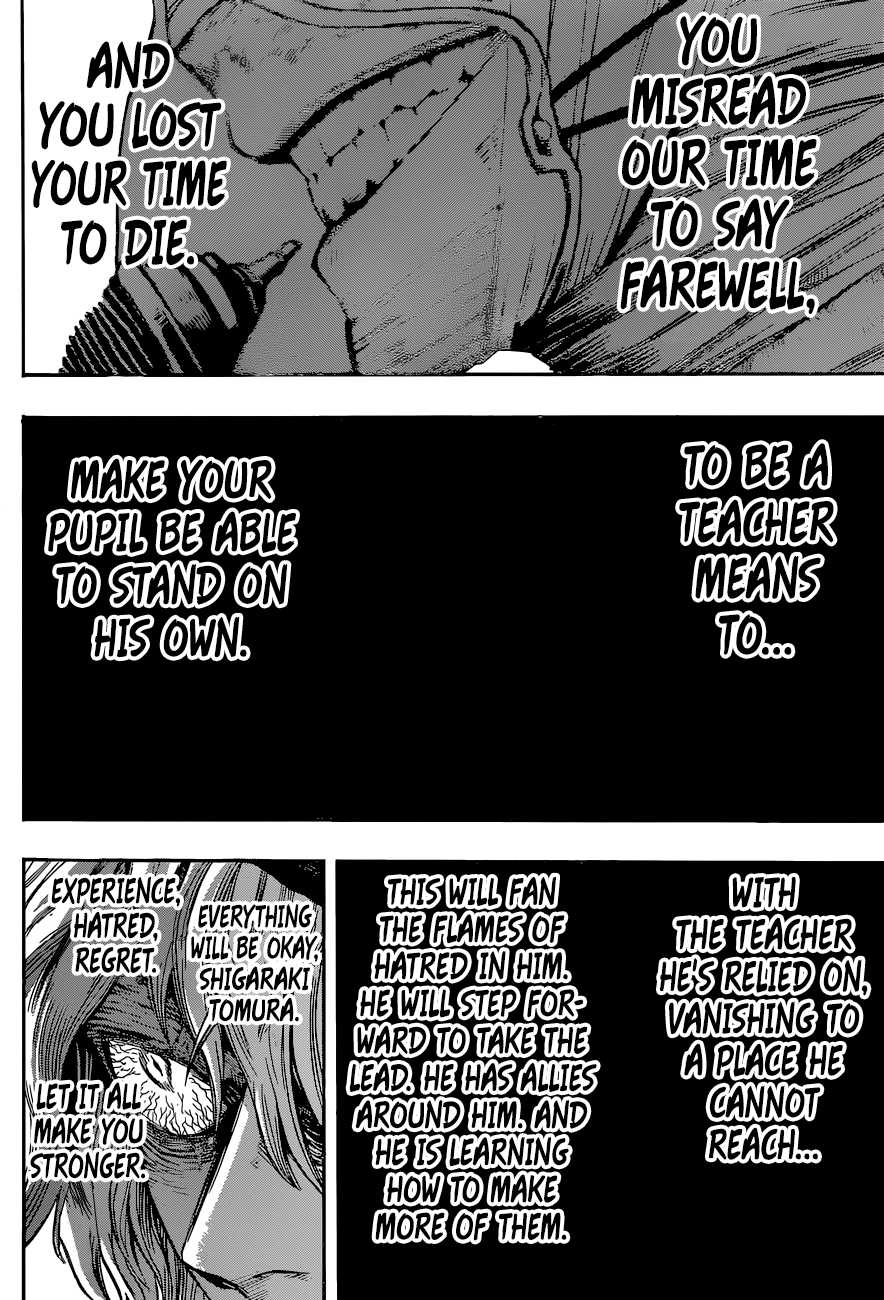 YOU
MISREAD
OUR TIME
TO SAY
FAREWELL,
AND
YOU LOST
YOUR TIME
TO DIE.
TO BE A
TEACHER
MEANS
TO...
MAKE YOUR
PUPIL BE ABLE
TO STAND ON
HIS OWN.
WITH
THE TEACHER
HE'S RELIED ON,
VANISHING TO
A PLACE HE
CANNOT
REACH...
THIS WILL FAN
THE FLAMES OF
HATRED IN HIM.
HE WILL STEP FOR-
WARD TO TAKE THE
LEAD. HE HAS ALLIES
AROUND HIM. AND
HE IS LEARNING
HOW TO MAKE
MORE OF THEM.
EVERYTHING
WILL BE OKAY,
SHIGARAKI
TOMURA.
EXPERIENCE,
HATRED,
REGRET.
LET IT ALL
MAKE YOU
STRONGER.